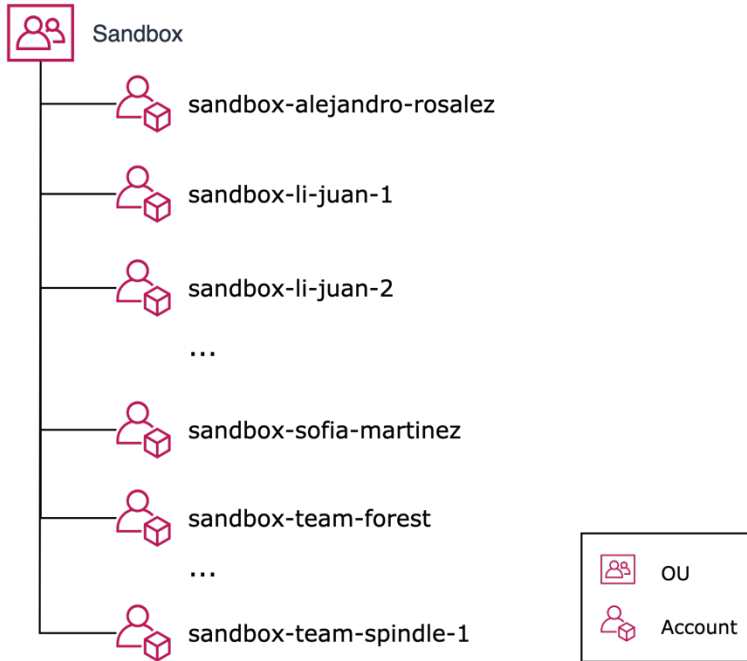 Sandbox
sandbox-alejandro-rosalez
sandbox-li-juan-1
sandbox-li-juan-2
...
sandbox-sofia-martinez
sandbox-team-forest
...
sandbox-team-spindle-1
OU
Account